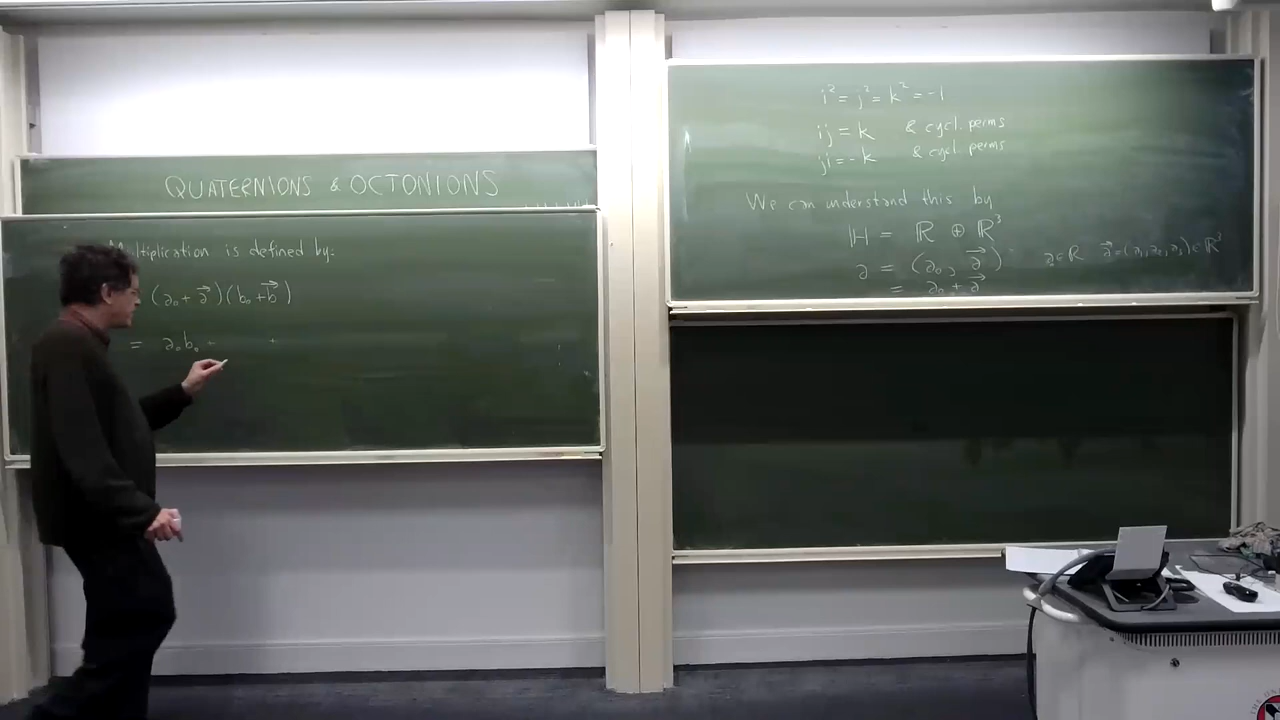 QUATERNIONS & OCTONIONS
Multiplication is defined by:
(a₀ + a⃗)(b₀ + b⃗)
= a₀b₀ + +
i² = j² = k² = -1
ij = k & cycl. perms
ji = -k & cycl. perms
We can understand this by
ℍ = ℝ ⊕ ℝ³
a = (a₀, a⃗) a₀∈ℝ a⃗=(a₁,a₂,a₃)∈ℝ³
= a₀ + a⃗